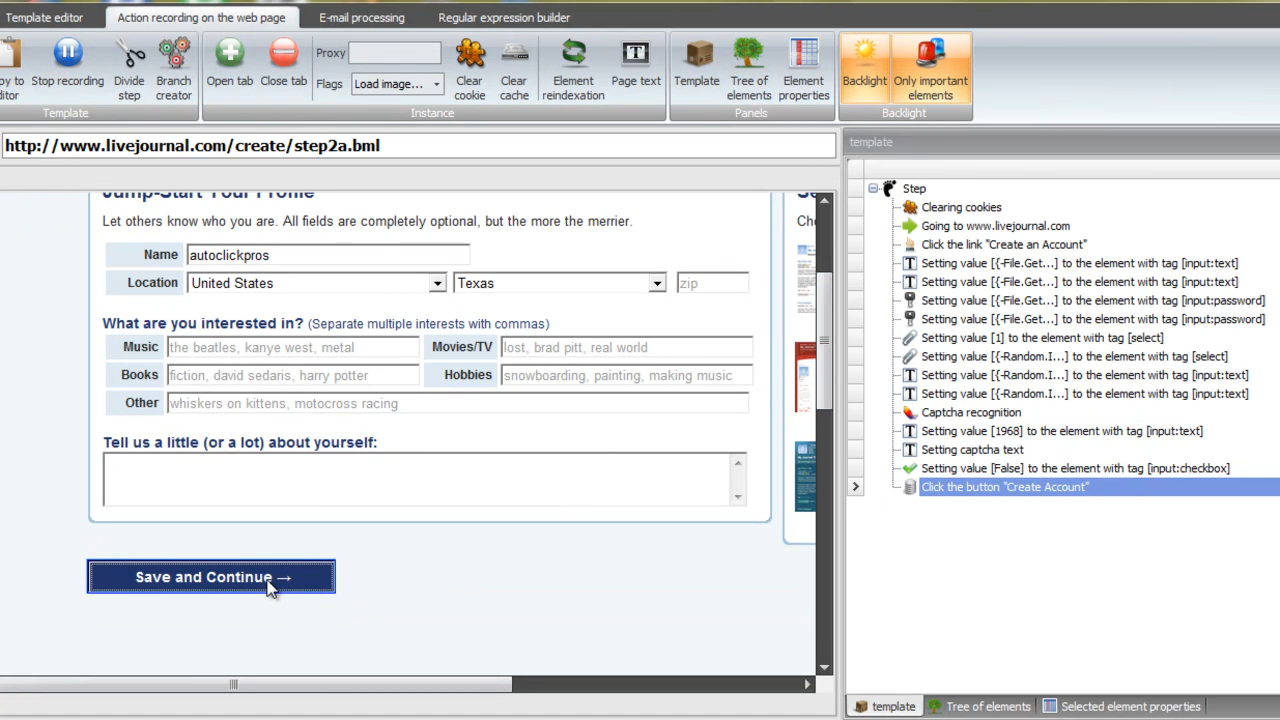 Template editor
Action recording on the web page
E-mail processing
Regular expression builder
py to
ditor
Stop recording
Divide
step
Branch
creator
Open tab
Close tab
Proxy
Flags
Load image...
Clear
cookie
Clear
cache
Element
reindexation
Page text
Template
Tree of
elements
Element
properties
Backlight
Only important
elements
Template
Instance
Panels
Backlight
http://www.livejournal.com/create/step2a.bml
template
Jump-Start Your Profile
Let others know who you are. All fields are completely optional, but the more the merrier.
Name
autoclickpros
Location
United States
Texas
zip
What are you interested in? (Separate multiple interests with commas)
Music
the beatles, kanye west, metal
Movies/TV
lost, brad pitt, real world
Books
fiction, david sedaris, harry potter
Hobbies
snowboarding, painting, making music
Other
whiskers on kittens, motocross racing
Tell us a little (or a lot) about yourself:
Save and Continue →
Step
Clearing cookies
Going to www.livejournal.com
Click the link "Create an Account"
Setting value [{-File.Get...] to the element with tag [input:text]
Setting value [{-File.Get...] to the element with tag [input:text]
Setting value [{-File.Get...] to the element with tag [input:password]
Setting value [{-File.Get...] to the element with tag [input:password]
Setting value [1] to the element with tag [select]
Setting value [{-Random.I...] to the element with tag [select]
Setting value [{-Random.I...] to the element with tag [input:text]
Setting value [{-Random.I...] to the element with tag [input:text]
Captcha recognition
Setting value [1968] to the element with tag [input:text]
Setting captcha text
Setting value [False] to the element with tag [input:checkbox]
Click the button "Create Account"
template
Tree of elements
Selected element properties